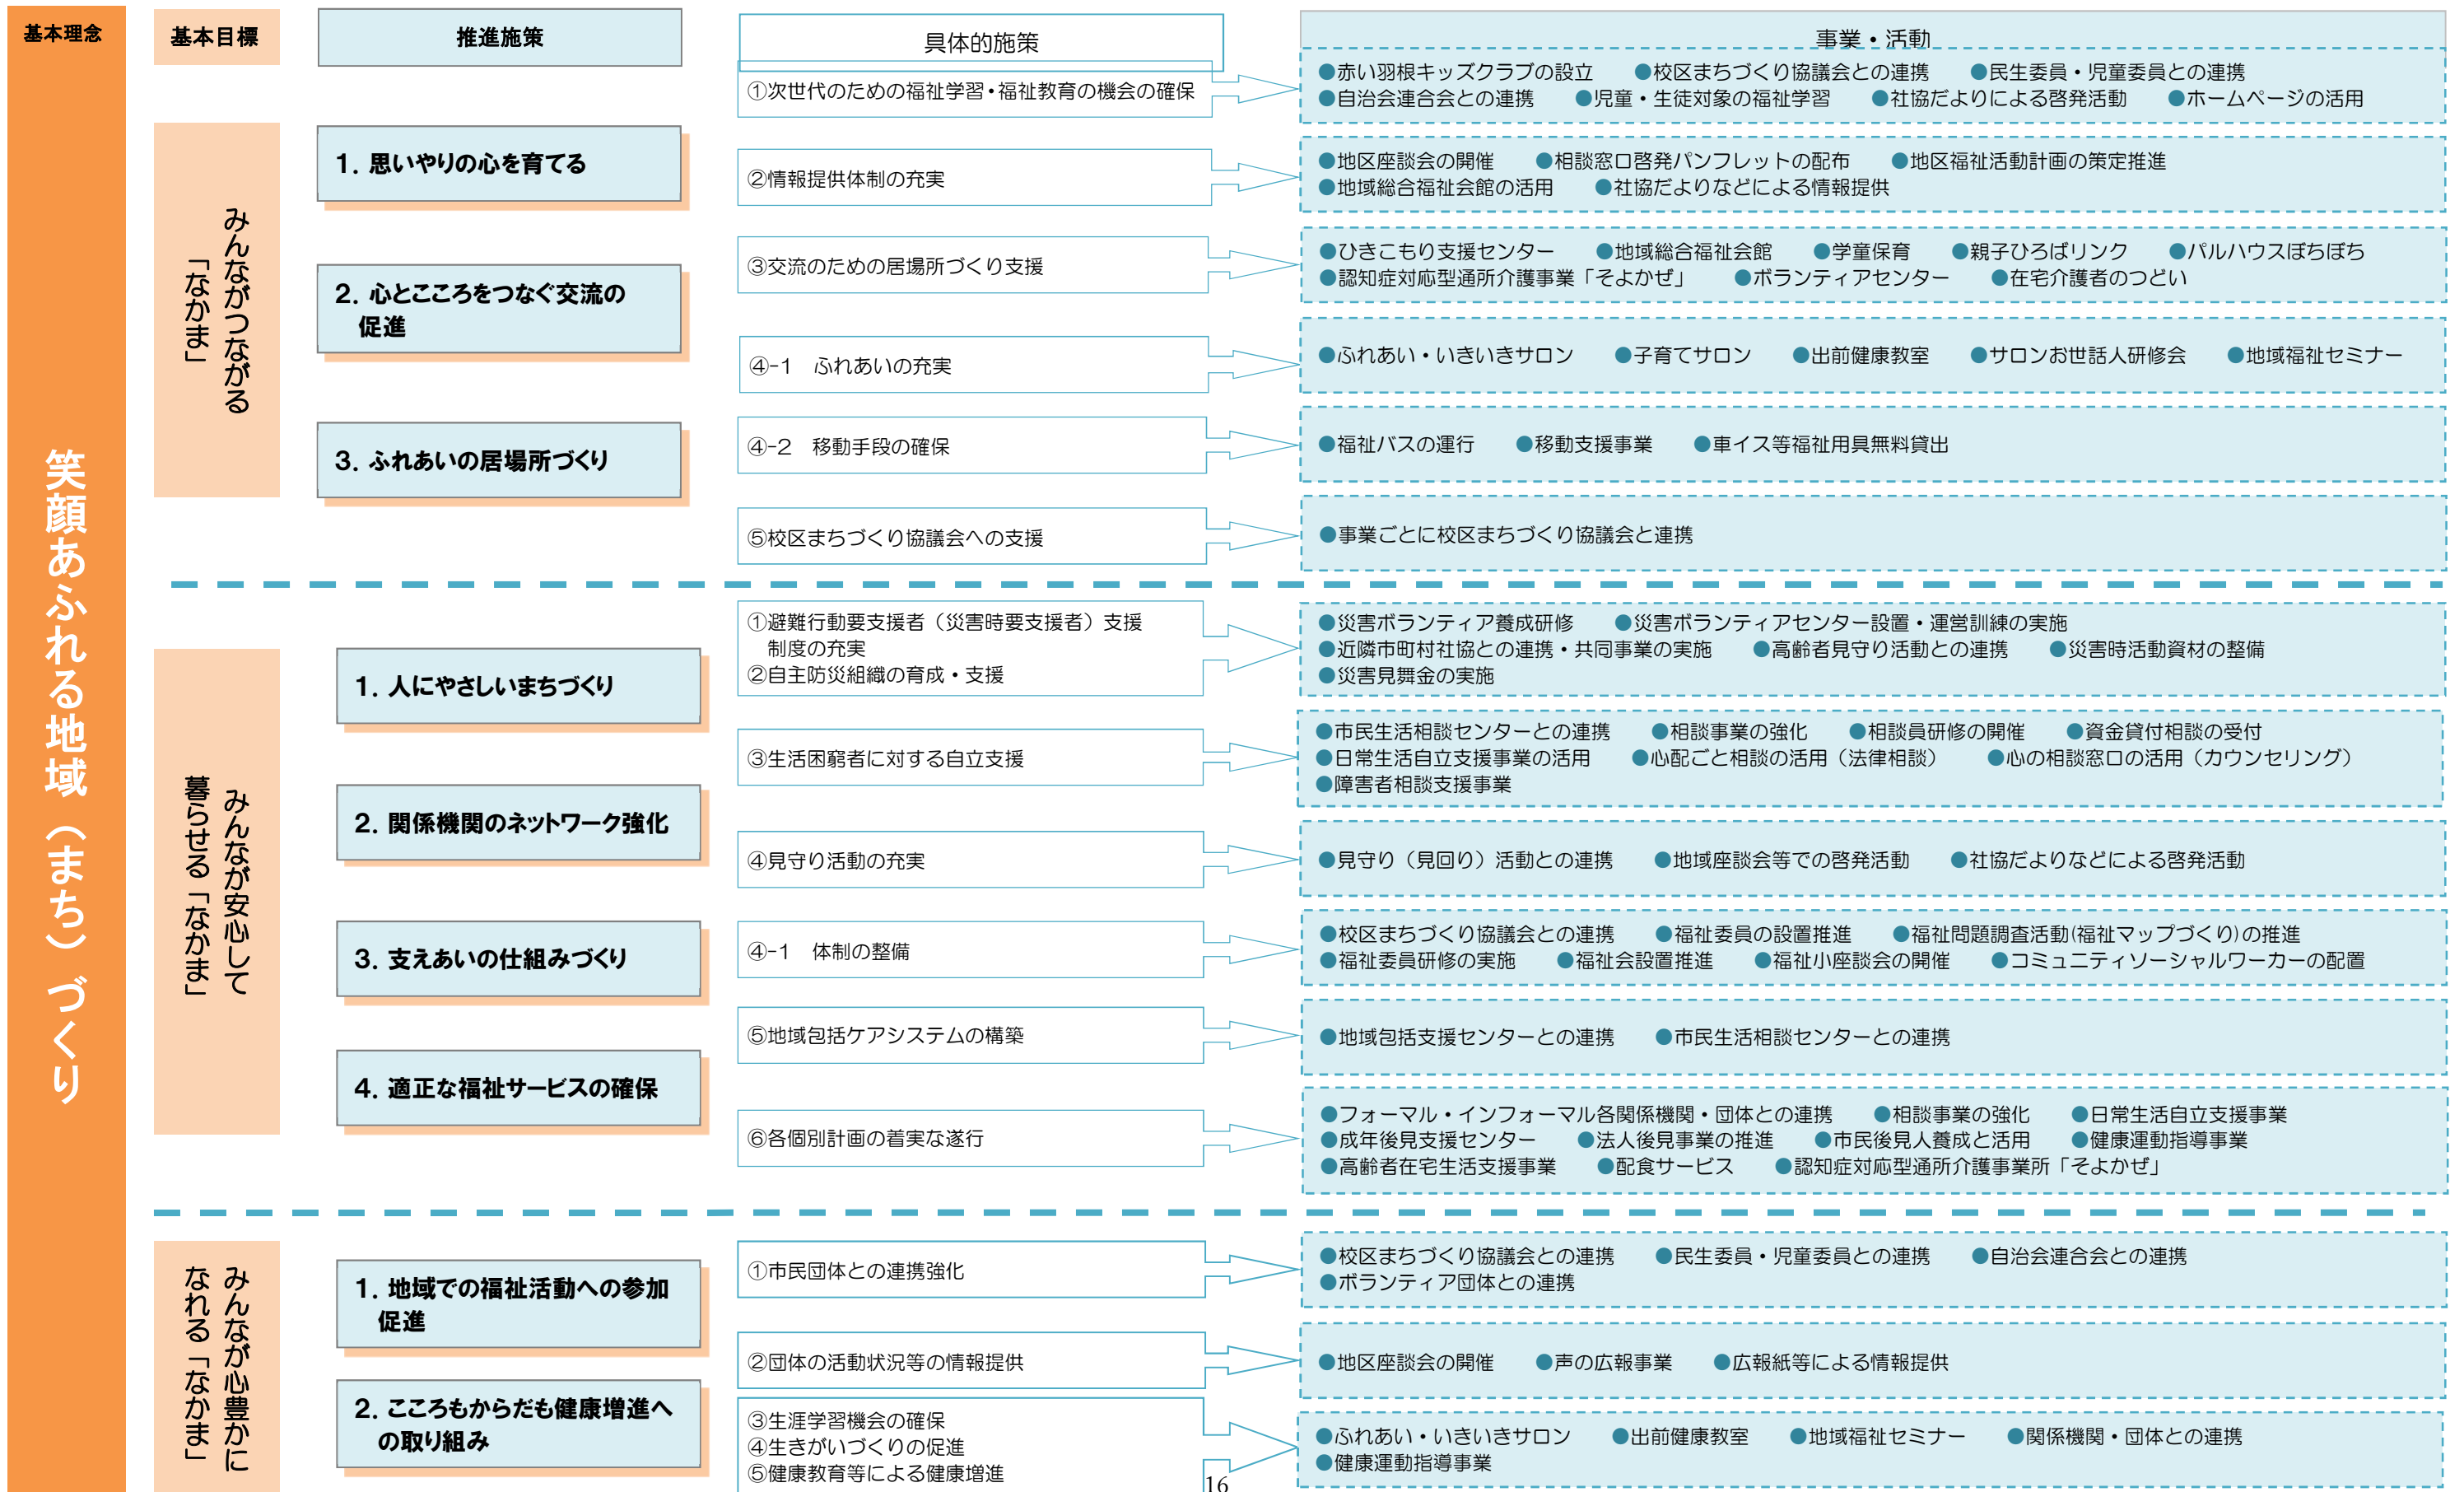 基本理念
基本目標
推進施策
具体的施策
事業・活動
笑顔あふれる地域（まち）づくり
みんながつながる
「なかま」
1. 思いやりの心を育てる
2. 心とこころをつなぐ交流の
促進
3. ふれあいの居場所づくり
①次世代のための福祉学習・福祉教育の機会の確保
●赤い羽根キッズクラブの設立 ●校区まちづくり協議会との連携 ●民生委員・児童委員との連携
●自治会連合会との連携 ●児童・生徒対象の福祉学習 ●社協だよりによる啓発活動 ●ホームページの活用
②情報提供体制の充実
●地区座談会の開催 ●相談窓口啓発パンフレットの配布 ●地区福祉活動計画の策定推進
●地域総合福祉会館の活用 ●社協だよりなどによる情報提供
③交流のための居場所づくり支援
●ひきこもり支援センター ●地域総合福祉会館 ●学童保育 ●親子ひろばリンク ●パルハウスぼちぼち
●認知症対応型通所介護事業「そよかぜ」 ●ボランティアセンター ●在宅介護者のつどい
④-1 ふれあいの充実
●ふれあい・いきいきサロン ●子育てサロン ●出前健康教室 ●サロンお世話人研修会 ●地域福祉セミナー
④-2 移動手段の確保
●福祉バスの運行 ●移動支援事業 ●車イス等福祉用具無料貸出
⑤校区まちづくり協議会への支援
●事業ごとに校区まちづくり協議会と連携
みんなが安心して
暮らせる「なかま」
1. 人にやさしいまちづくり
2. 関係機関のネットワーク強化
3. 支えあいの仕組みづくり
4. 適正な福祉サービスの確保
①避難行動要支援者（災害時要支援者）支援
制度の充実
②自主防災組織の育成・支援
●災害ボランティア養成研修 ●災害ボランティアセンター設置・運営訓練の実施
●近隣市町村社協との連携・共同事業の実施 ●高齢者見守り活動との連携 ●災害時活動資材の整備
●災害見舞金の実施
③生活困窮者に対する自立支援
●市民生活相談センターとの連携 ●相談事業の強化 ●相談員研修の開催 ●資金貸付相談の受付
●日常生活自立支援事業の活用 ●心配ごと相談の活用（法律相談） ●心の相談窓口の活用（カウンセリング）
●障害者相談支援事業
④見守り活動の充実
●見守り（見回り）活動との連携 ●地域座談会等での啓発活動 ●社協だよりなどによる啓発活動
④-1 体制の整備
●校区まちづくり協議会との連携 ●福祉委員の設置推進 ●福祉問題調査活動(福祉マップづくり)の推進
●福祉委員研修の実施 ●福祉会設置推進 ●福祉小座談会の開催 ●コミュニティソーシャルワーカーの配置
⑤地域包括ケアシステムの構築
●地域包括支援センターとの連携 ●市民生活相談センターとの連携
⑥各個別計画の着実な遂行
●フォーマル・インフォーマル各関係機関・団体との連携 ●相談事業の強化 ●日常生活自立支援事業
●成年後見支援センター ●法人後見事業の推進 ●市民後見人養成と活用 ●健康運動指導事業
●高齢者在宅生活支援事業 ●配食サービス ●認知症対応型通所介護事業所「そよかぜ」
みんなが心豊かに
なれる「なかま」
1. 地域での福祉活動への参加
促進
2. こころもからだも健康増進へ
の取り組み
①市民団体との連携強化
●校区まちづくり協議会との連携 ●民生委員・児童委員との連携 ●自治会連合会との連携
●ボランティア団体との連携
②団体の活動状況等の情報提供
●地区座談会の開催 ●声の広報事業 ●広報紙等による情報提供
③生涯学習機会の確保
④生きがいづくりの促進
⑤健康教育等による健康増進
●ふれあい・いきいきサロン ●出前健康教室 ●地域福祉セミナー ●関係機関・団体との連携
●健康運動指導事業
16